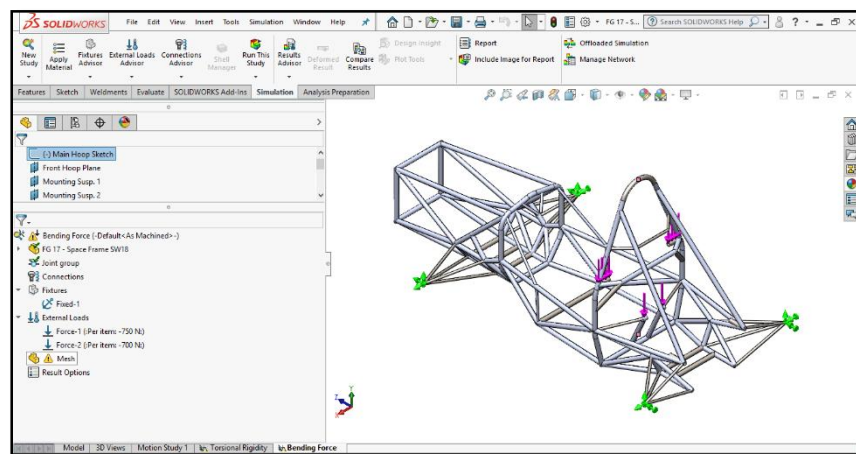 SOLIDWORKS File Edit View Insert Tools Simulation Window Help FG 17 - S... Search SOLIDWORKS Help ?
New Study Apply Material Fixtures Advisor External Loads Advisor Connections Advisor Shell Manager Run This Study Results Advisor Deformed Result Compare Results Design Insight Plot Tools Report Include Image for Report Offloaded Simulation Manage Network
Features Sketch Weldments Evaluate SOLIDWORKS Add-Ins Simulation Analysis Preparation
(-) Main Hoop Sketch
Front Hoop Plane
Mounting Susp. 1
Mounting Susp. 2
Bending Force (-Default<As Machined>-)
FG 17 - Space Frame SW18
Joint group
Connections
Fixtures
Fixed-1
External Loads
Force-1 (:Per item: -750 N:)
Force-2 (:Per item: -700 N:)
Mesh
Result Options
Model 3D Views Motion Study 1 Torsional Rigidity Bending Force